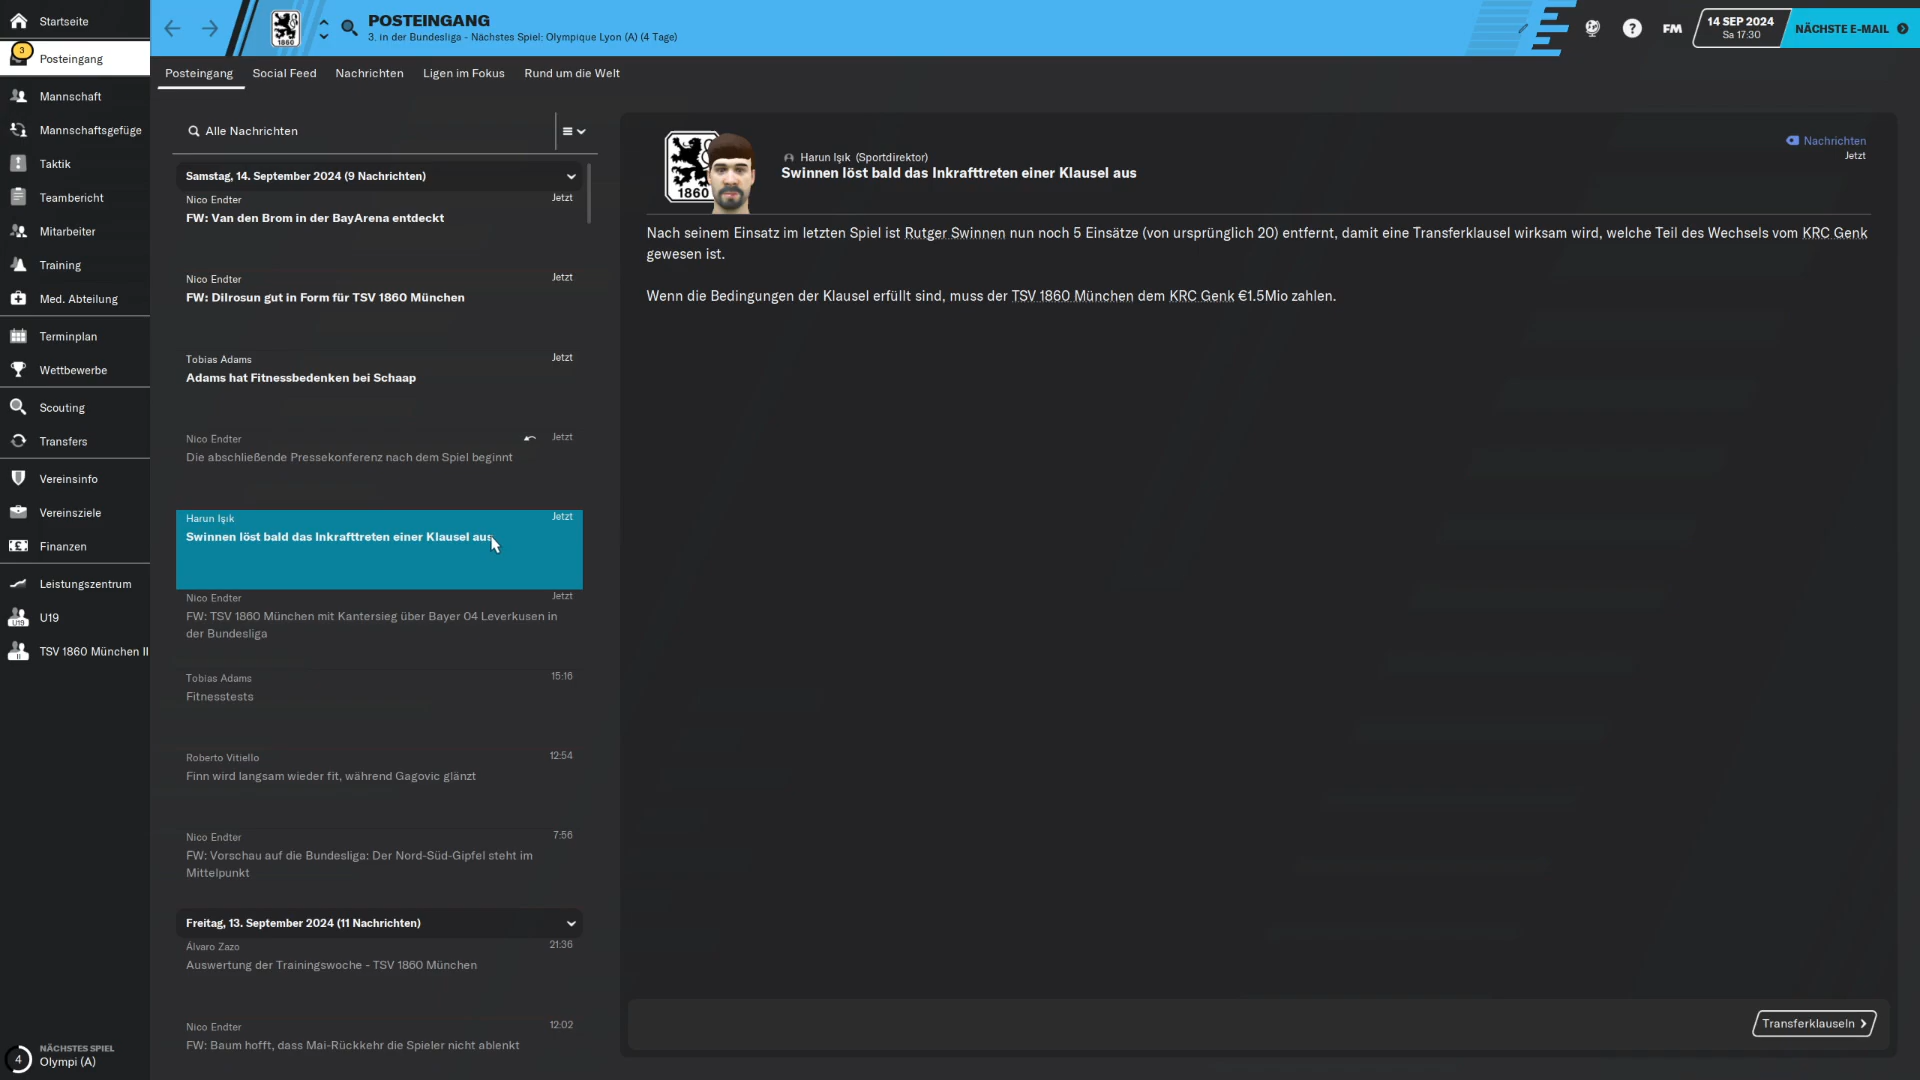 Startseite
3
Posteingang
Mannschaft
Mannschaftsgefüge
Taktik
Teambericht
Mitarbeiter
Training
Med. Abteilung
Terminplan
Wettbewerbe
Scouting
Transfers
Vereinsinfo
Vereinsziele
Finanzen
Leistungszentrum
U19
U19
II
TSV 1860 München II
4
NÄCHSTES SPIEL
Olympi (A)
1860
POSTEINGANG
3. in der Bundesliga - Nächstes Spiel: Olympique Lyon (A) (4 Tage)
?
FM
14 SEP 2024
Sa 17:30
NÄCHSTE E-MAIL
Posteingang
Social Feed
Nachrichten
Ligen im Fokus
Rund um die Welt
Alle Nachrichten
Samstag, 14. September 2024 (9 Nachrichten)
Nico Endter
Jetzt
FW: Van den Brom in der BayArena entdeckt
Nico Endter
Jetzt
FW: Dilrosun gut in Form für TSV 1860 München
Tobias Adams
Jetzt
Adams hat Fitnessbedenken bei Schaap
Nico Endter
Jetzt
Die abschließende Pressekonferenz nach dem Spiel beginnt
Harun Işık
Jetzt
Swinnen löst bald das Inkrafttreten einer Klausel aus
Nico Endter
Jetzt
FW: TSV 1860 München mit Kantersieg über Bayer 04 Leverkusen in
der Bundesliga
Tobias Adams
15:16
Fitnesstests
Roberto Vitiello
12:54
Finn wird langsam wieder fit, während Gagovic glänzt
Nico Endter
7:56
FW: Vorschau auf die Bundesliga: Der Nord-Süd-Gipfel steht im
Mittelpunkt
Freitag, 13. September 2024 (11 Nachrichten)
Álvaro Zazo
21:36
Auswertung der Trainingswoche - TSV 1860 München
Nico Endter
12:02
FW: Baum hofft, dass Mai-Rückkehr die Spieler nicht ablenkt
1860
Harun Işık (Sportdirektor)
Swinnen löst bald das Inkrafttreten einer Klausel aus
Nachrichten
Jetzt
Nach seinem Einsatz im letzten Spiel ist Rutger Swinnen nun noch 5 Einsätze (von ursprünglich 20) entfernt, damit eine Transferklausel wirksam wird, welche Teil des Wechsels vom KRC Genk
gewesen ist.
Wenn die Bedingungen der Klausel erfüllt sind, muss der TSV 1860 München dem KRC Genk €1.5Mio zahlen.
Transferklauseln